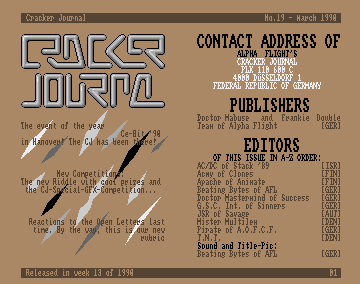 Cracker Journal
No.19 - March 1990
CRACKER
JOURNAL
The event of the year
Ce-Bit '90
in Hanover! The CJ has been there!
New Competition:
The new Riddle with cool prizes and
the CJ-Special-GFX-Competition...
Reactions to the Open Letters last
time. By the way, this is our new
rubric
CONTACT ADDRESS OF
ALPHA FLIGHT'S
CRACKER JOURNAL
PLK 110 600 C
4000 DUSSELDORF 1
FEDERAL REPUBLIC OF GERMANY
PUBLISHERS
Doctor Mabuse and Frankie Double
Team of Alpha Flight [GER]
EDITORS
OF THIS ISSUE IN A-Z ORDER:
AC/DC of Stack '89 [ISR]
Army of Clones [FIN]
Apache of Animate [FIN]
Beating Bytes of AFL [GER]
Doctor Mastermind of Success [GER]
G.S.C. Int. of Sinners [GER]
JSR of Savage [AUT]
Mister Multilex [DEN]
Pirate of A.O.F.C.F. [GER]
T.N.T. [DEN]
Sound and Title-Pic:
Beating Bytes of AFL [GER]
Released in week 13 of 1990
01